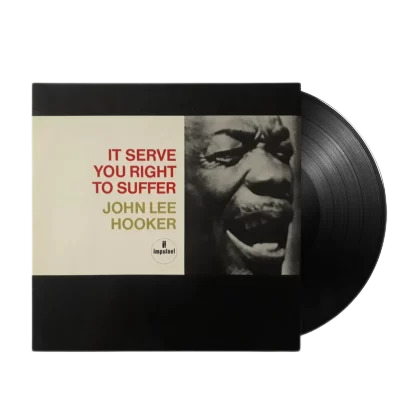 IT SERVE
YOU RIGHT
TO SUFFER
JOHN LEE
HOOKER
impulse!